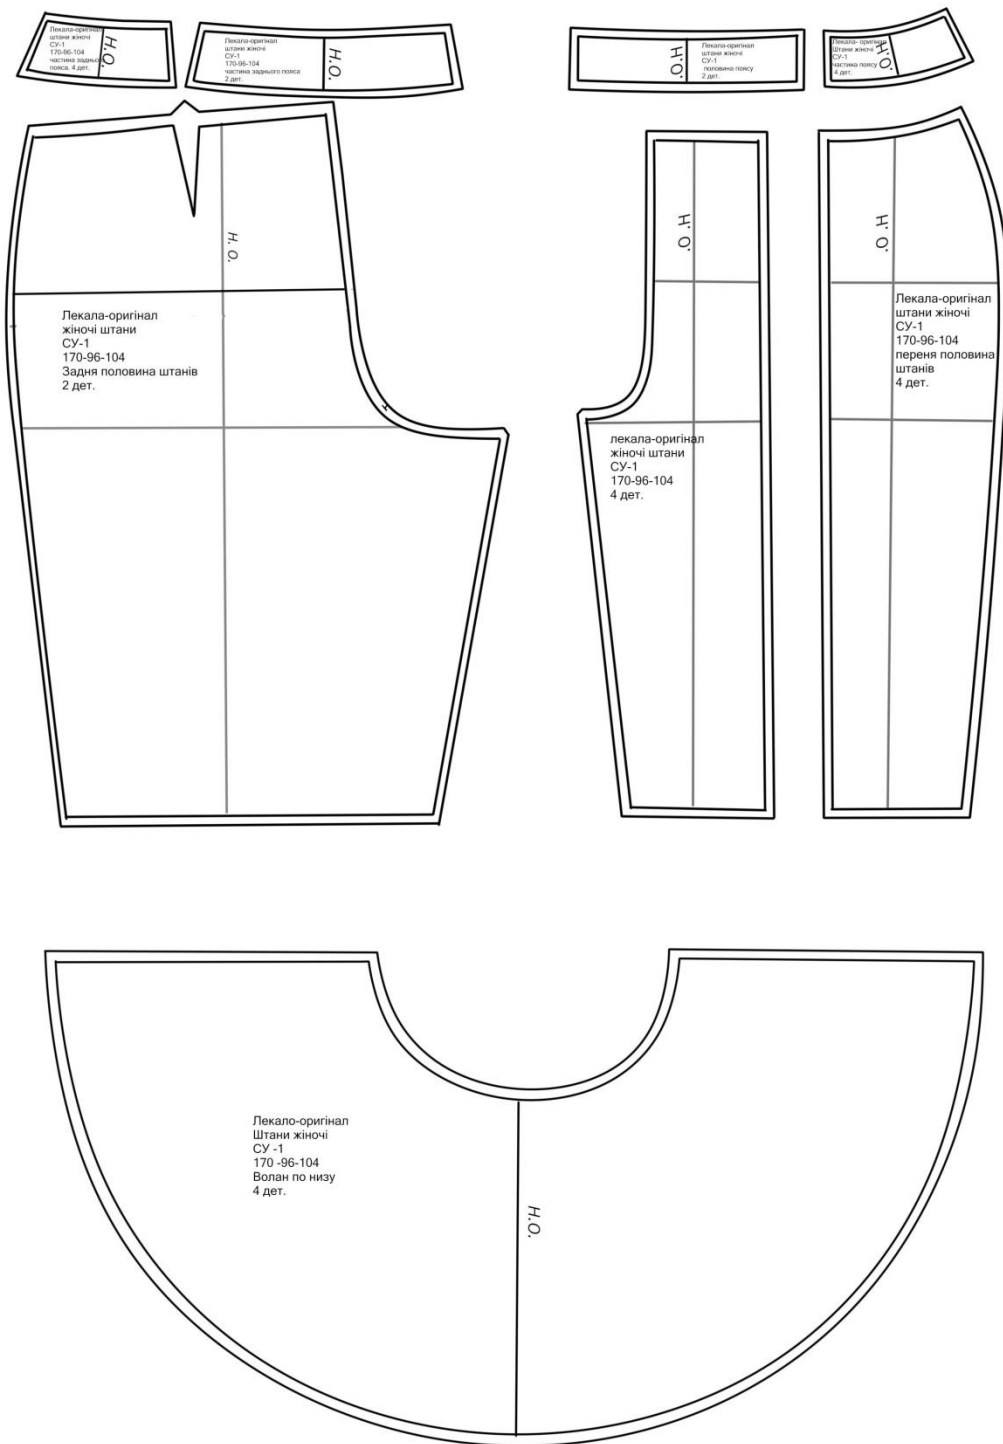 Лекала-оригінал
штани жіночі
СУ-1
170-96-104
частина заднього
пояса. 4 дет.
Н.О.
Лекала-оригінал
штани жіночі
СУ-1
170-96-104
частина заднього пояса
2 дет.
Н.О.
Н.О.
Лекала-оригінал
штани жіночі
СУ-1
половина поясу
2 дет.
Лекала- оригінал
Штани жіночі
СУ-1
частина поясу
4 дет.
Н.О.
Н. О.
Лекала-оригінал
жіночі штани
СУ-1
170-96-104
Задня половина штанів
2 дет.
Н.О.
лекала-оригінал
жіночі штани
СУ-1
170-96-104
4 дет.
Н.О.
Лекала-оригінал
штани жіночі
СУ-1
170-96-104
переня половина
штанів
4 дет.
Лекало-оригінал
Штани жіночі
СУ -1
170 -96-104
Волан по низу
4 дет.
Н.О.